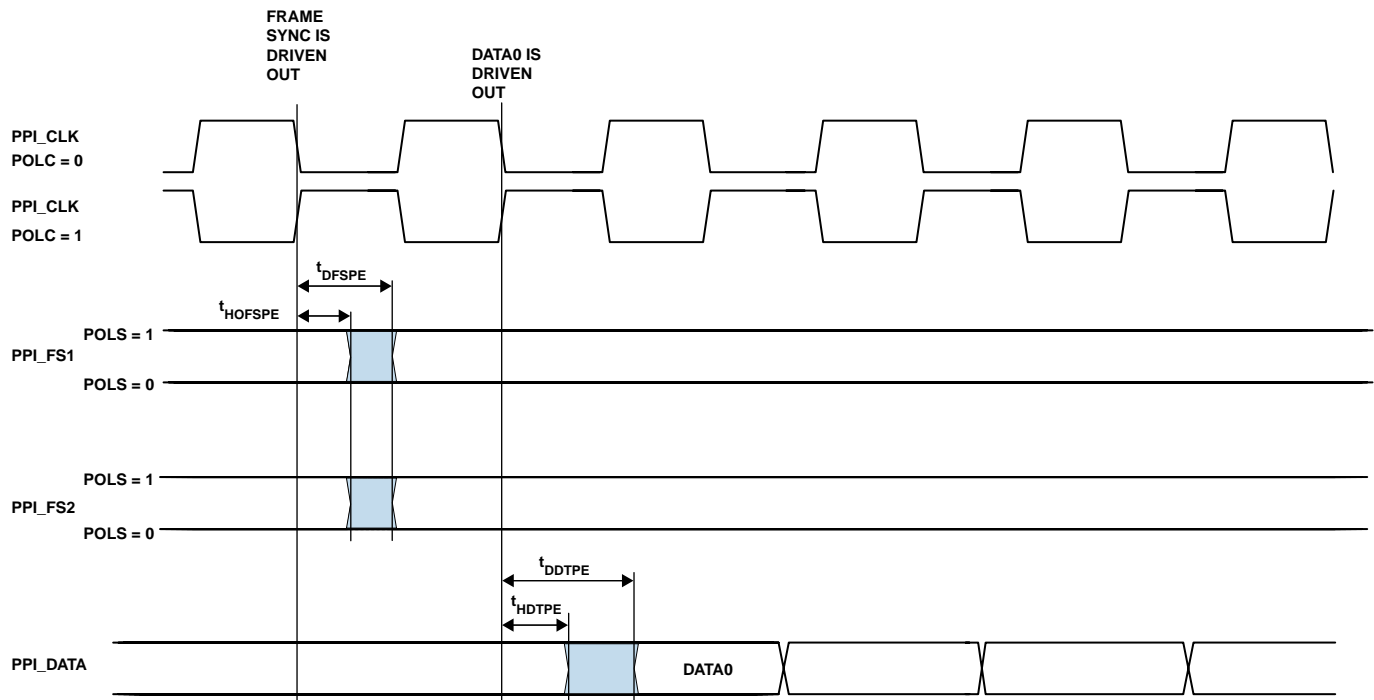 FRAME
SYNC IS
DRIVEN
OUT
DATA0 IS
DRIVEN
OUT
PPI_CLK
POLC = 0
PPI_CLK
POLC = 1
tDFSPE
tHOFSPE
POLS = 1
PPI_FS1
POLS = 0
POLS = 1
PPI_FS2
POLS = 0
tDDTPE
tHDTPE
PPI_DATA
DATA0